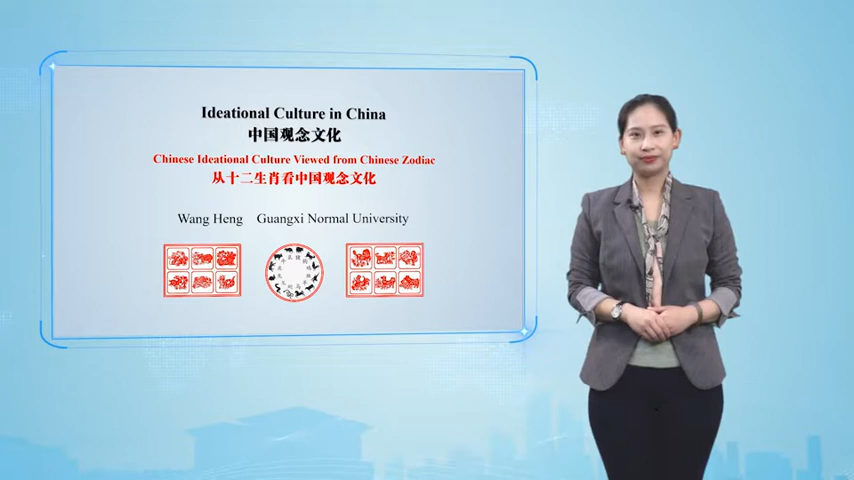 Ideational Culture in China
中国观念文化
Chinese Ideational Culture Viewed from Chinese Zodiac
从十二生肖看中国观念文化
Wang Heng Guangxi Normal University